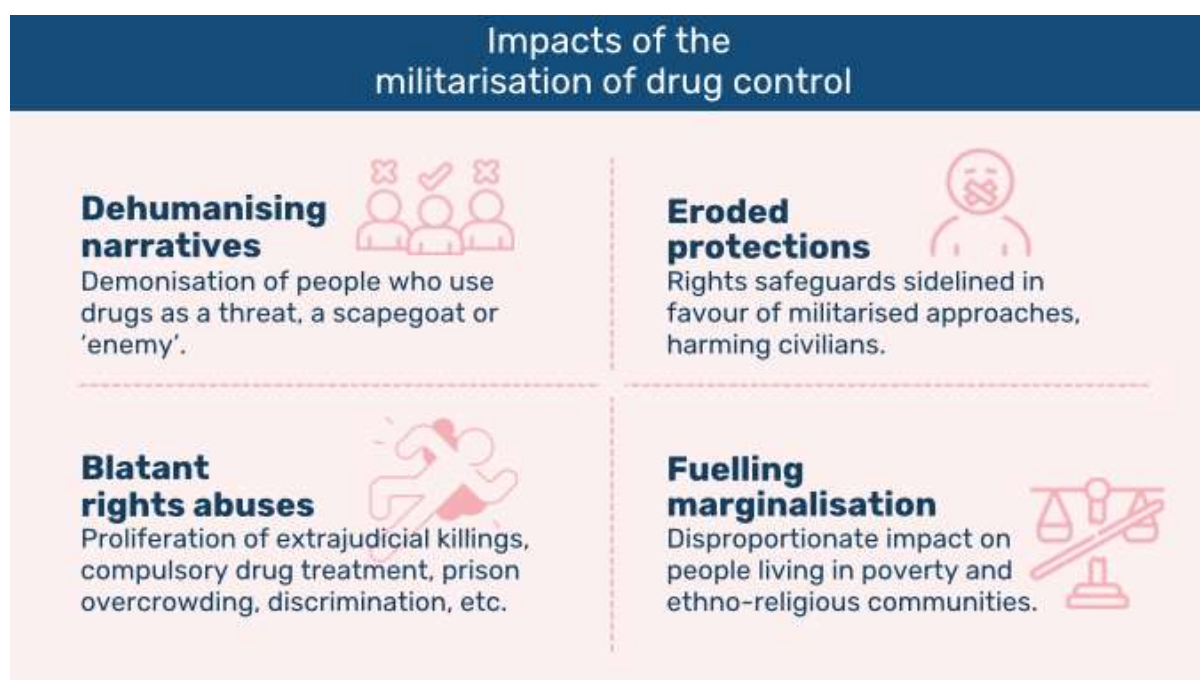 Impacts of the
militarisation of drug control
Dehumanising
narratives
Demonisation of people who use
drugs as a threat, a scapegoat or
'enemy'.
Eroded
protections
Rights safeguards sidelined in
favour of militarised approaches,
harming civilians.
Blatant
rights abuses
Proliferation of extrajudicial killings,
compulsory drug treatment, prison
overcrowding, discrimination, etc.
Fuelling
marginalisation
Disproportionate impact on
people living in poverty and
ethno-religious communities.